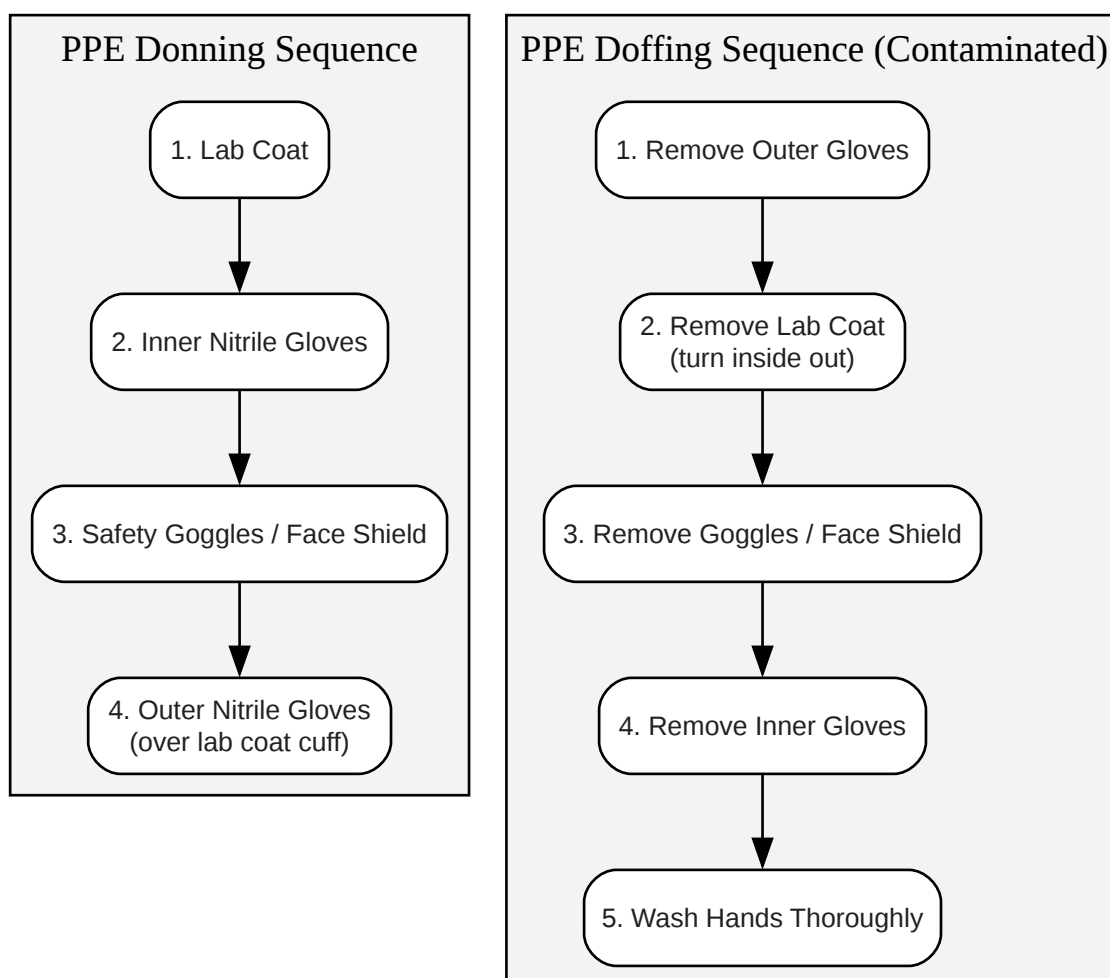 PPE Donning Sequence
1. Lab Coat
2. Inner Nitrile Gloves
3. Safety Goggles / Face Shield
4. Outer Nitrile Gloves
(over lab coat cuff)
PPE Doffing Sequence (Contaminated)
1. Remove Outer Gloves
2. Remove Lab Coat
(turn inside out)
3. Remove Goggles / Face Shield
4. Remove Inner Gloves
5. Wash Hands Thoroughly